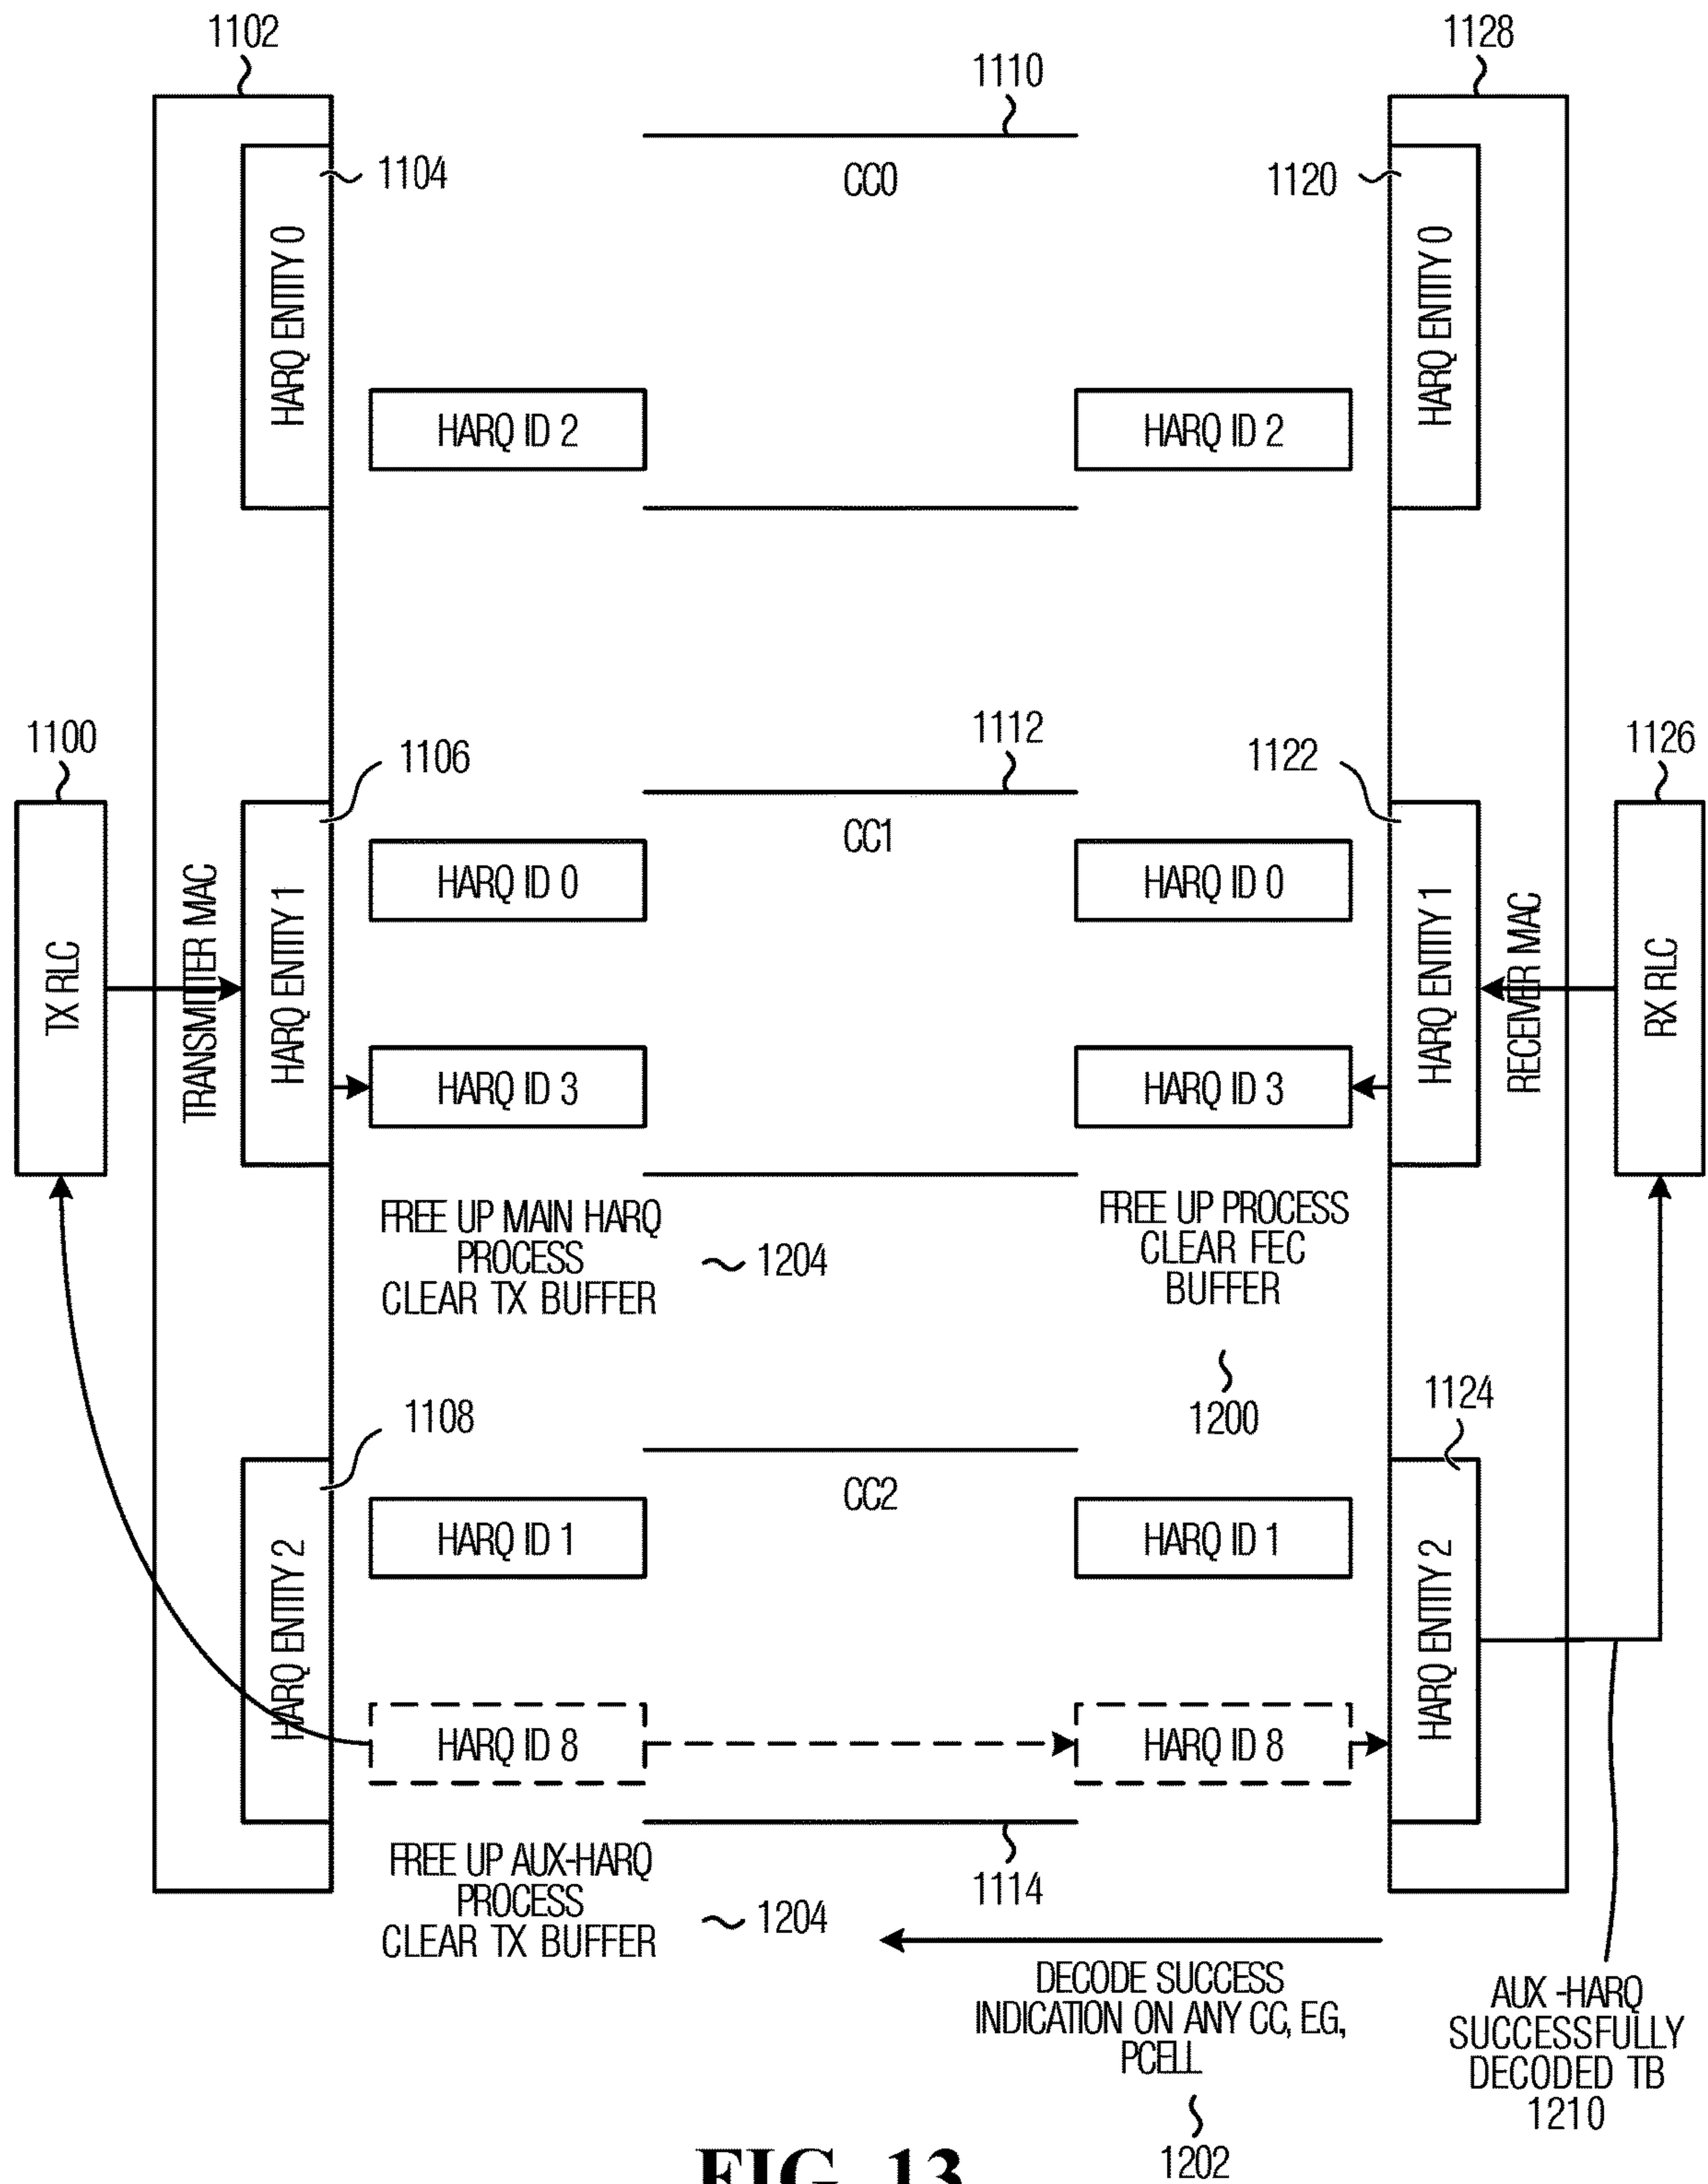 1102
1128
1110
CC0
1104
1120
HARQ ENTITY 0
HARQ ENTITY 0
HARQ ID 2
HARQ ID 2
1100
1126
1112
1106
1122
CC1
HARQ ID 0
HARQ ID 0
TX RLC
TRANSMITTER MAC
HARQ ENTITY 1
HARQ ENTITY 1
RECEIVER MAC
RX RLC
HARQ ID 3
HARQ ID 3
FREE UP MAIN HARQ
PROCESS
CLEAR TX BUFFER
1204
FREE UP PROCESS
CLEAR FEC
BUFFER
1200
1124
1108
CC2
HARQ ID 1
HARQ ID 1
HARQ ENTITY 2
HARQ ENTITY 2
HARQ ID 8
HARQ ID 8
FREE UP AUX-HARQ
PROCESS
CLEAR TX BUFFER
1204
1114
DECODE SUCCESS
INDICATION ON ANY CC, E.G.,
PCELL
1202
AUX -HARQ
SUCCESSFULLY
DECODED TB
1210
FIG. 13